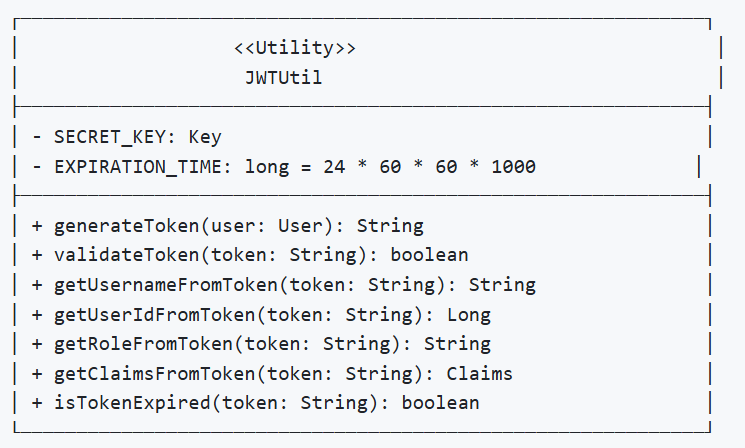 <<Utility>>
JWTUtil
- SECRET_KEY: Key
- EXPIRATION_TIME: long = 24 * 60 * 60 * 1000
+ generateToken(user: User): String
+ validateToken(token: String): boolean
+ getUsernameFromToken(token: String): String
+ getUserIdFromToken(token: String): Long
+ getRoleFromToken(token: String): String
+ getClaimsFromToken(token: String): Claims
+ isTokenExpired(token: String): boolean